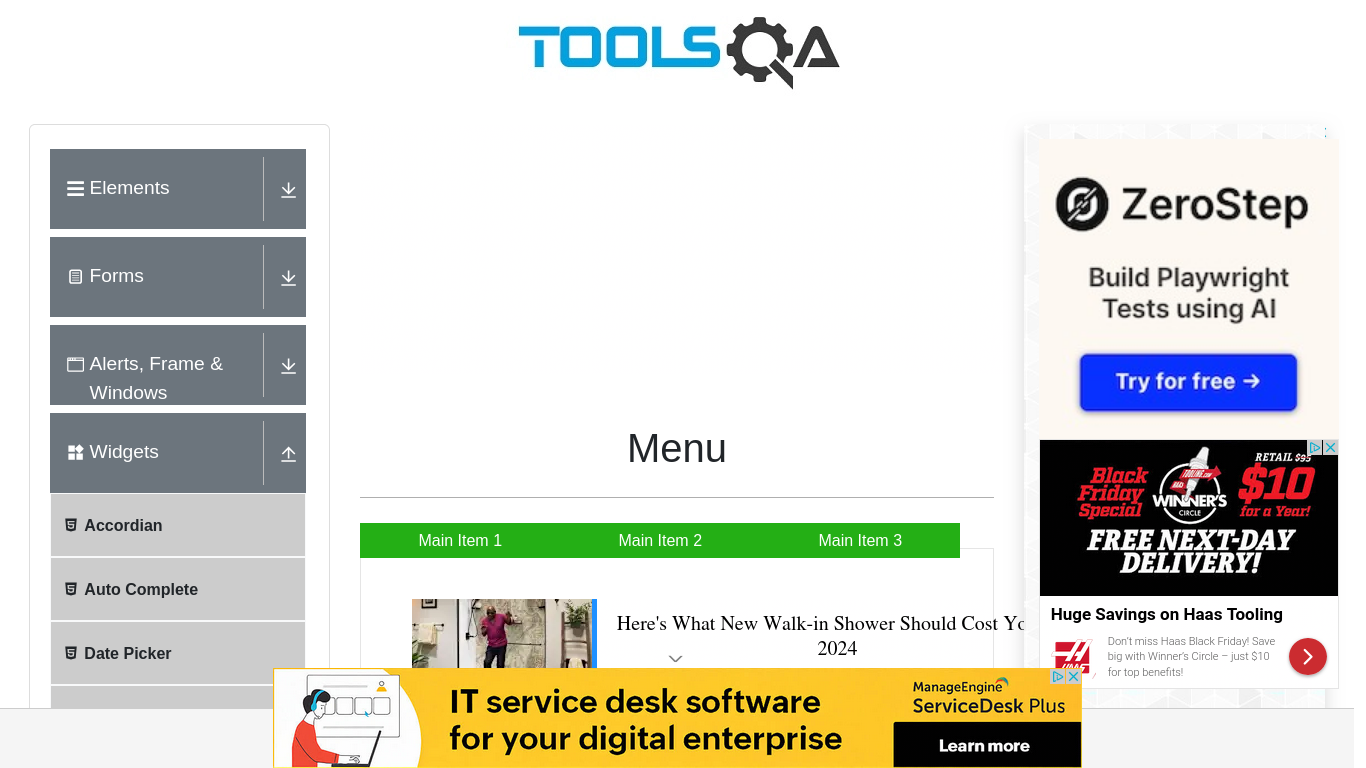 TOOLSQA
Elements
Forms
Alerts, Frame &
Windows
Widgets
Accordian
Auto Complete
Date Picker
Menu
Main Item 1
Main Item 2
Main Item 3
Here's What New Walk-in Shower Should Cost Yo
2024
ZeroStep
Build Playwright
Tests using AI
Try for free →
Black
Friday
Special
TOOLING.COM
WINNER'S
CIRCLE
RETAIL $95
$10
for a Year!
FREE NEXT-DAY
DELIVERY!
Huge Savings on Haas Tooling
HAAS
Don't miss Haas Black Friday! Save
big with Winner's Circle – just $10
for top benefits!
IT service desk software
for your digital enterprise
ManageEngine
ServiceDesk Plus
Learn more